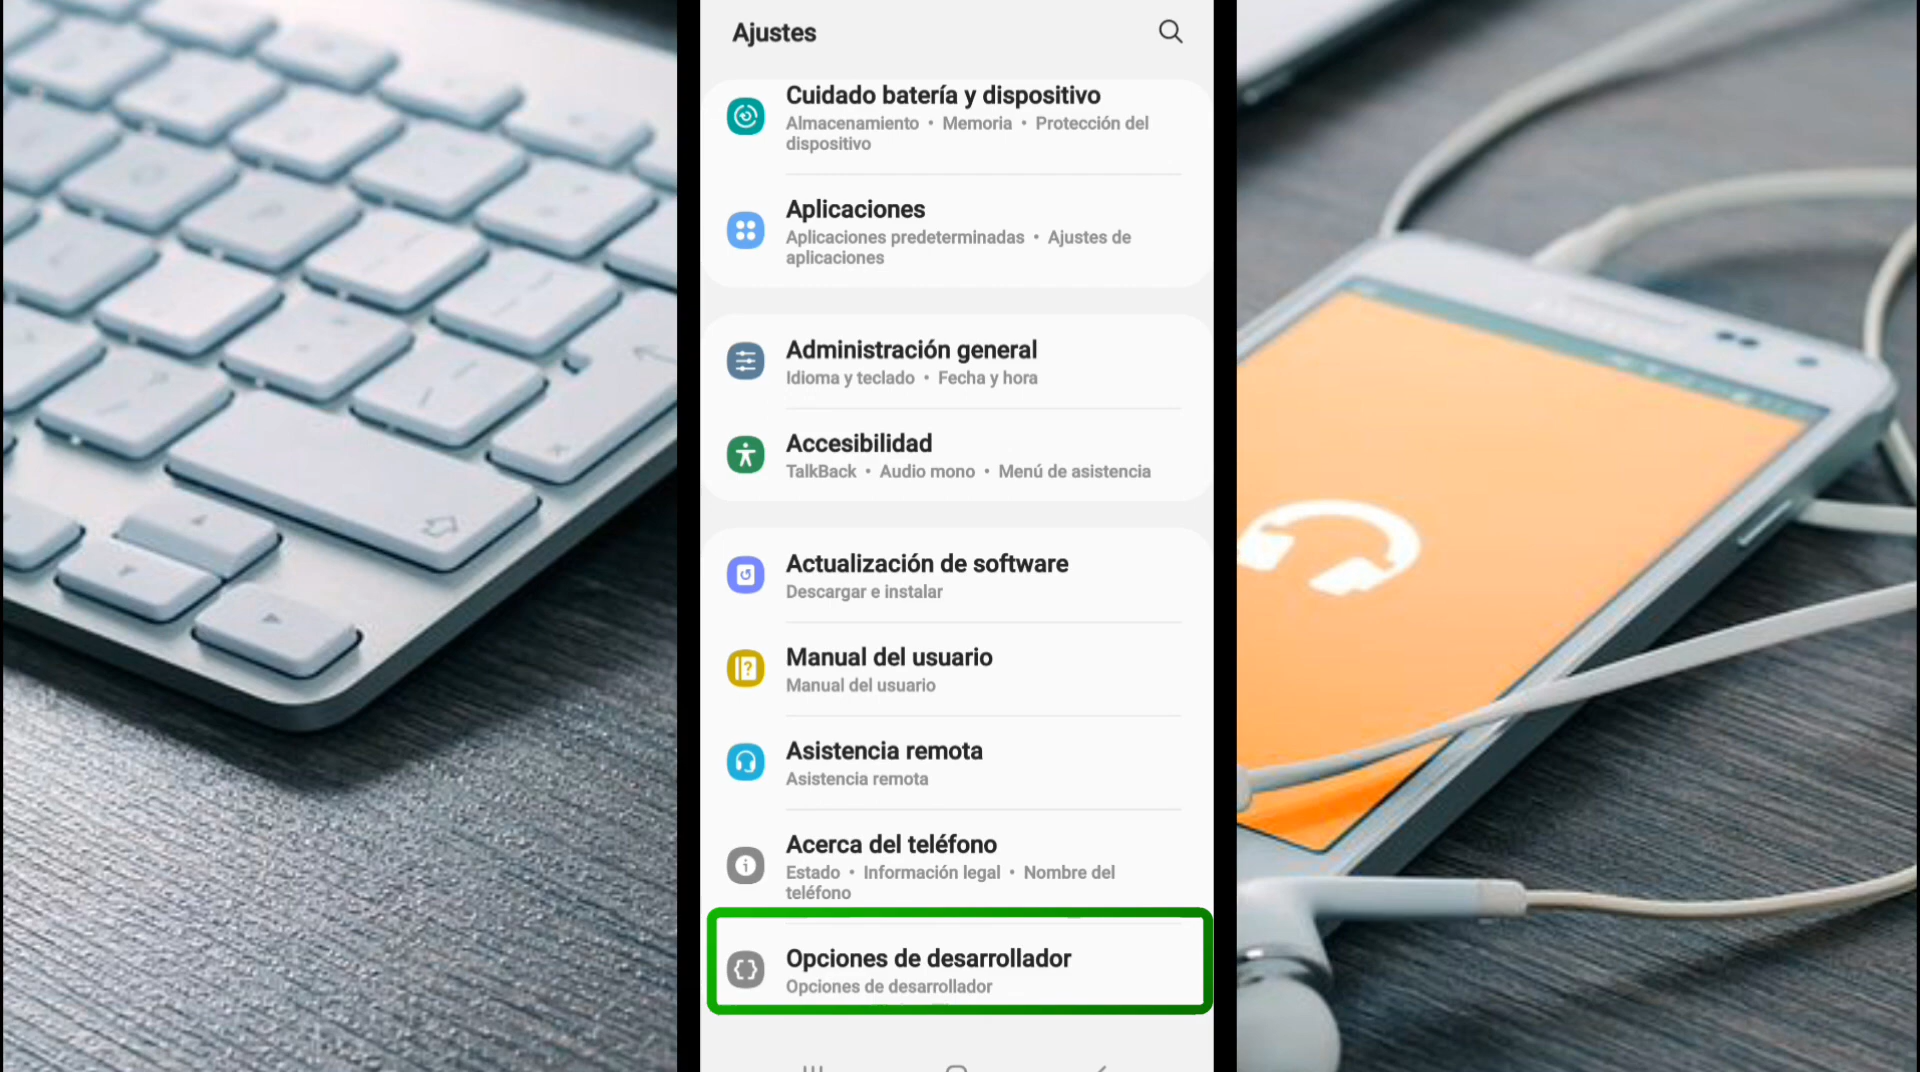 Ajustes
Cuidado batería y dispositivo
Almacenamiento • Memoria • Protección del
dispositivo
Aplicaciones
Aplicaciones predeterminadas • Ajustes de
aplicaciones
Administración general
Idioma y teclado • Fecha y hora
Accesibilidad
TalkBack • Audio mono • Menú de asistencia
Actualización de software
Descargar e instalar
Manual del usuario
Manual del usuario
Asistencia remota
Asistencia remota
Acerca del teléfono
Estado • Información legal • Nombre del
teléfono
Opciones de desarrollador
Opciones de desarrollador